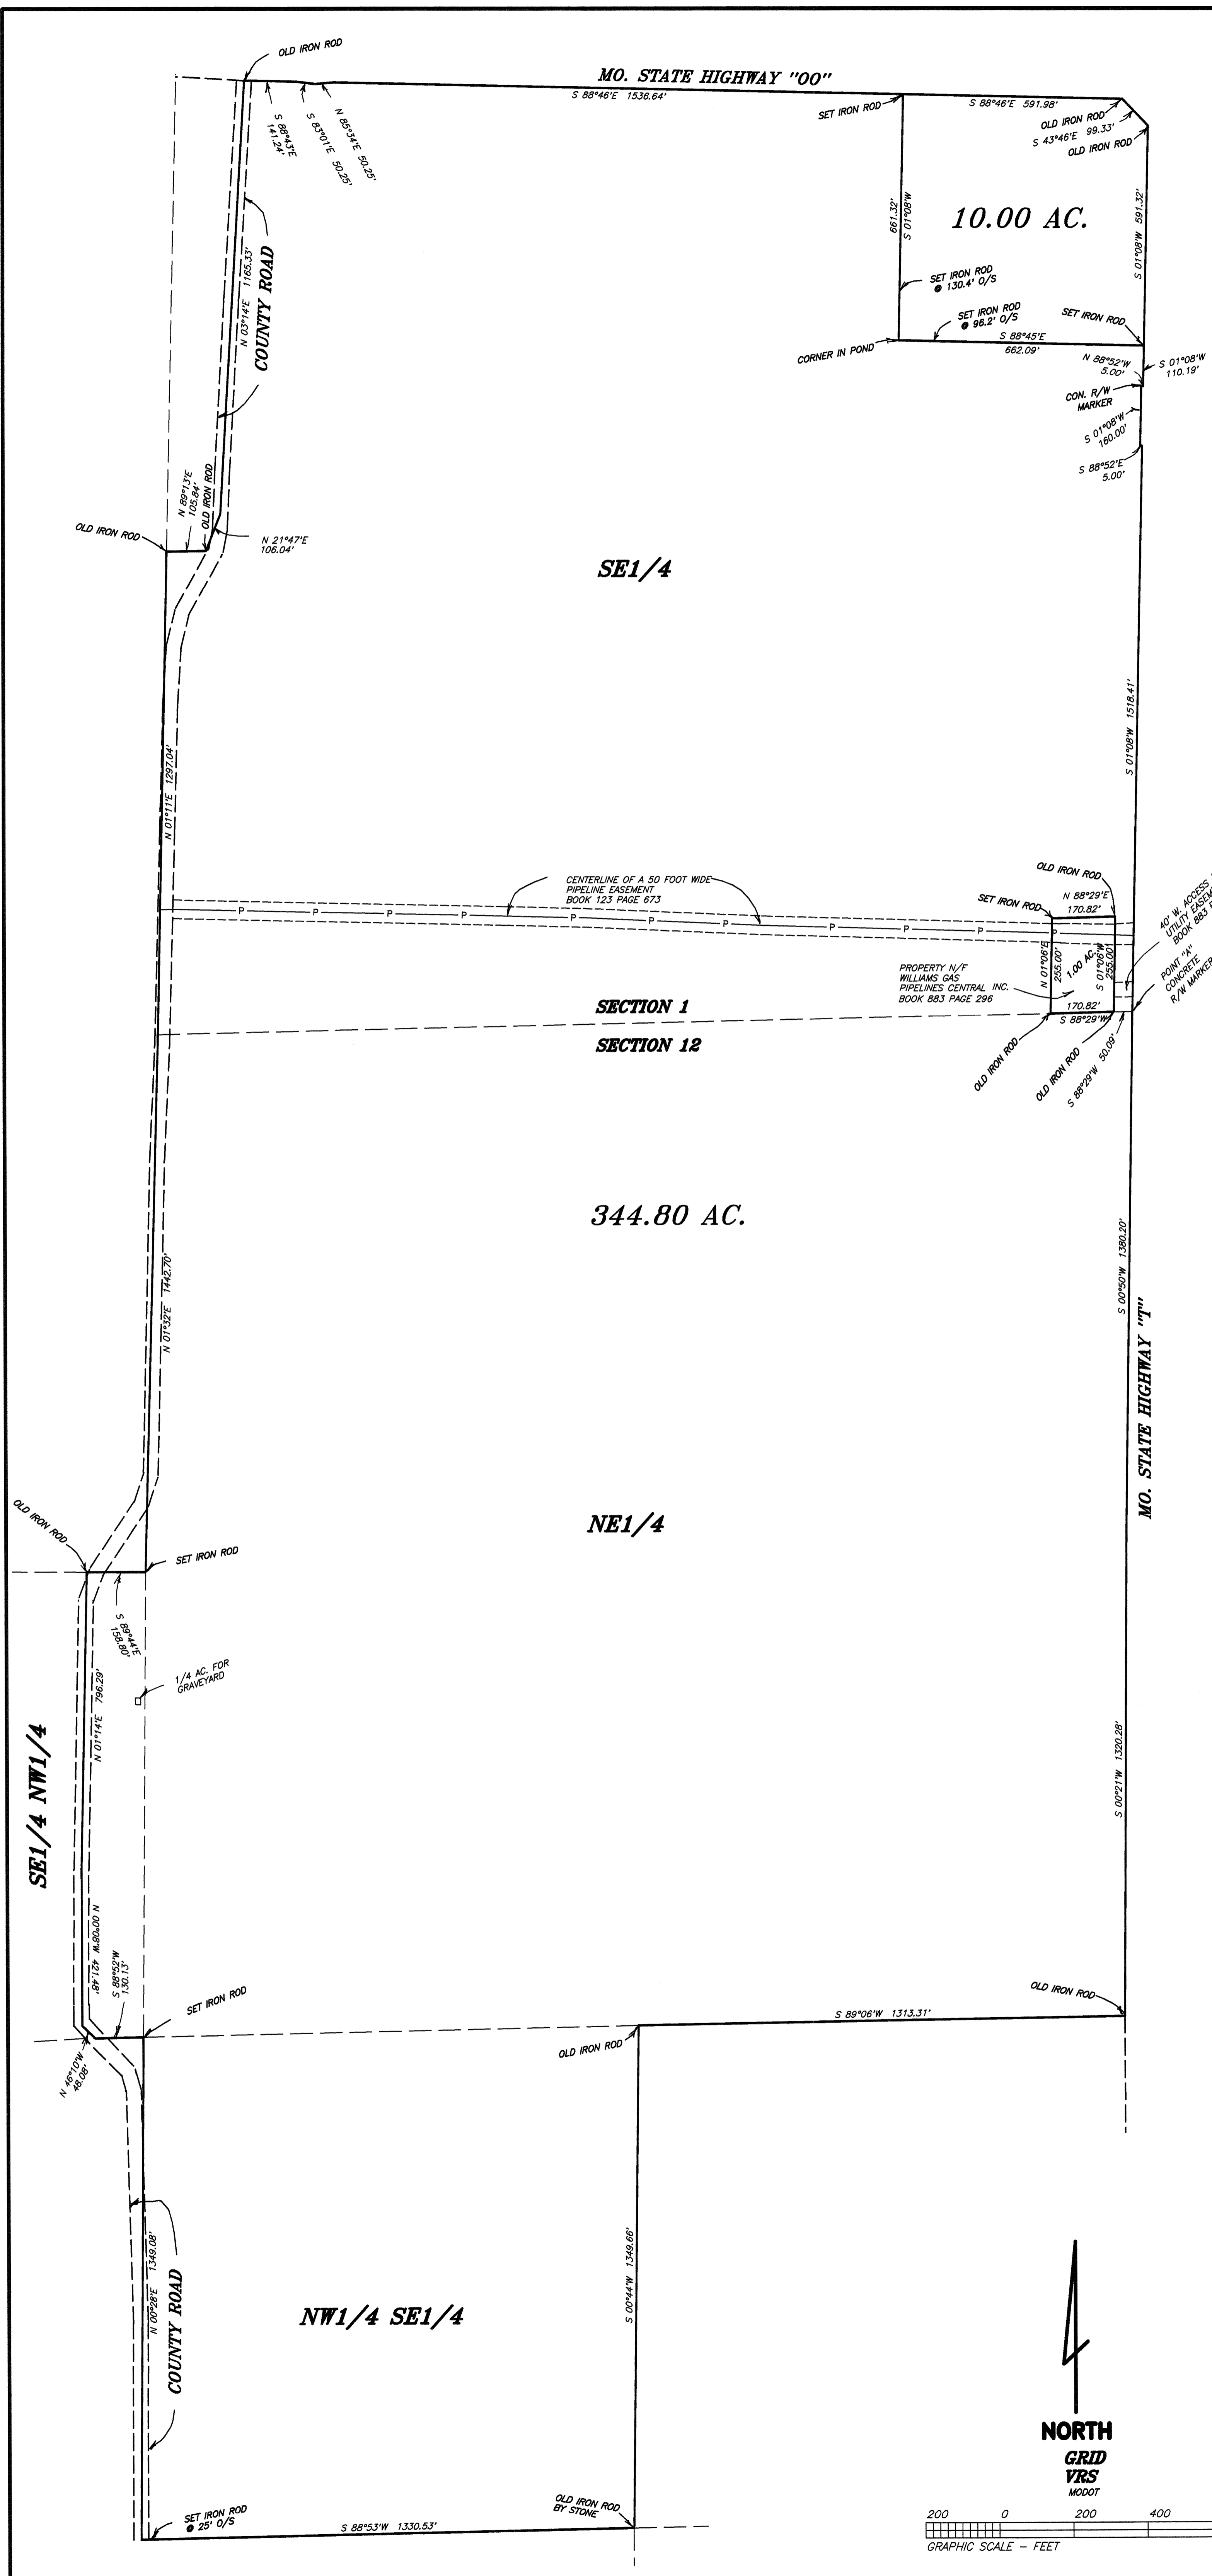 OLD IRON ROD
MO. STATE HIGHWAY "OO"
S 88°46'E 1536.64'
SET IRON ROD
S 88°46'E 591.98'
OLD IRON ROD
S 43°46'E 99.33'
OLD IRON ROD
S 88°43'E
141.24'
S 83°01'E 50.25'
N 85°34'E 50.25'
661.32'
S 01°08'W
10.00 AC.
S 01°08'W 591.32'
N 03°14'E 1165.33'
COUNTY ROAD
SET IRON ROD
@ 130.4' O/S
SET IRON ROD
@ 96.2' O/S
SET IRON ROD
S 88°45'E
662.09'
CORNER IN POND
N 88°52'W
5.00'
S 01°08'W
110.19'
CON. R/W
MARKER
S 01°08'W
160.00'
S 88°52'E
5.00'
N 89°13'E
105.84'
OLD IRON ROD
OLD IRON ROD
N 21°47'E
106.04'
SE1/4
S 01°08'W 1518.41'
N 01°11'E 1297.04'
CENTERLINE OF A 50 FOOT WIDE
PIPELINE EASEMENT
BOOK 123 PAGE 673
P P P P P P P P P P P P
OLD IRON ROD
SET IRON ROD
N 88°29'E
170.82'
N 01°06'E
255.00'
1.00 AC.
S 01°06'W
255.00'
40' W. ACCESS
UTILITY EASEM
BOOK 883 P
POINT "A"
CONCRETE
R/W MARKER
PROPERTY N/F
WILLIAMS GAS
PIPELINES CENTRAL INC.
BOOK 883 PAGE 296
170.82'
S 88°29'W
OLD IRON ROD
OLD IRON ROD
S 88°29'W 50.09'
SECTION 1
SECTION 12
344.80 AC.
S 00°50'W 1380.20'
N 01°32'E 1442.70'
MO. STATE HIGHWAY "T"
NE1/4
OLD IRON ROD
SET IRON ROD
S 89°44'E
158.80'
1/4 AC. FOR
GRAVEYARD
N 01°14'E 796.29'
SE1/4 NW1/4
S 00°21'W 1320.28'
N 00°08'W 421.48'
S 88°52'W
130.13'
SET IRON ROD
N 46°10'W
48.08'
OLD IRON ROD
S 89°06'W 1313.31'
OLD IRON ROD
N 00°28'E 1349.08'
COUNTY ROAD
S 00°44'W 1349.66'
NW1/4 SE1/4
NORTH
GRID
VRS
MODOT
SET IRON ROD
@ 25' O/S
S 88°53'W 1330.53'
OLD IRON ROD
BY STONE
200 0 200 400
GRAPHIC SCALE – FEET